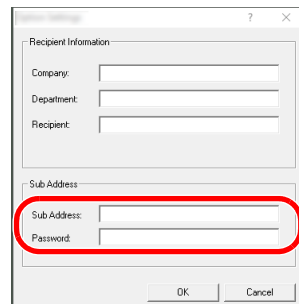 ? ×
Recipient Information
Company:
Department:
Recipient:
Sub Address
Sub Address:
Password:
OK Cancel